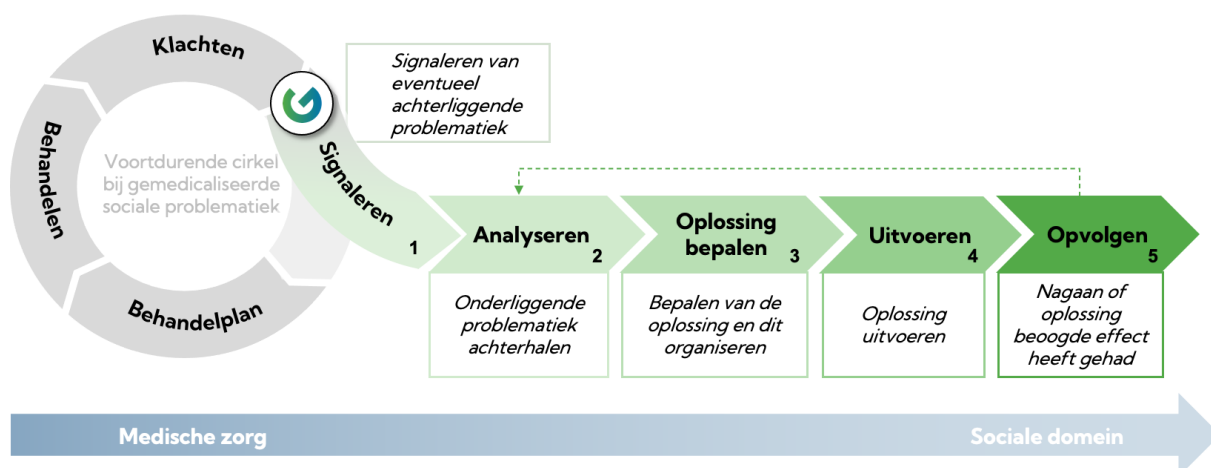 Klachten
Behandelen
Behandelplan
Voortdurende cirkel
bij gemedicaliseerde
sociale problematiek
Signaleren
1
Signaleren van
eventueel
achterliggende
problematiek
Analyseren
2
Onderliggende
problematiek
achterhalen
Oplossing
bepalen
3
Bepalen van de
oplossing en dit
organiseren
Uitvoeren
4
Oplossing
uitvoeren
Opvolgen
5
Nagaan of
oplossing
beoogde effect
heeft gehad
Medische zorg
Sociale domein